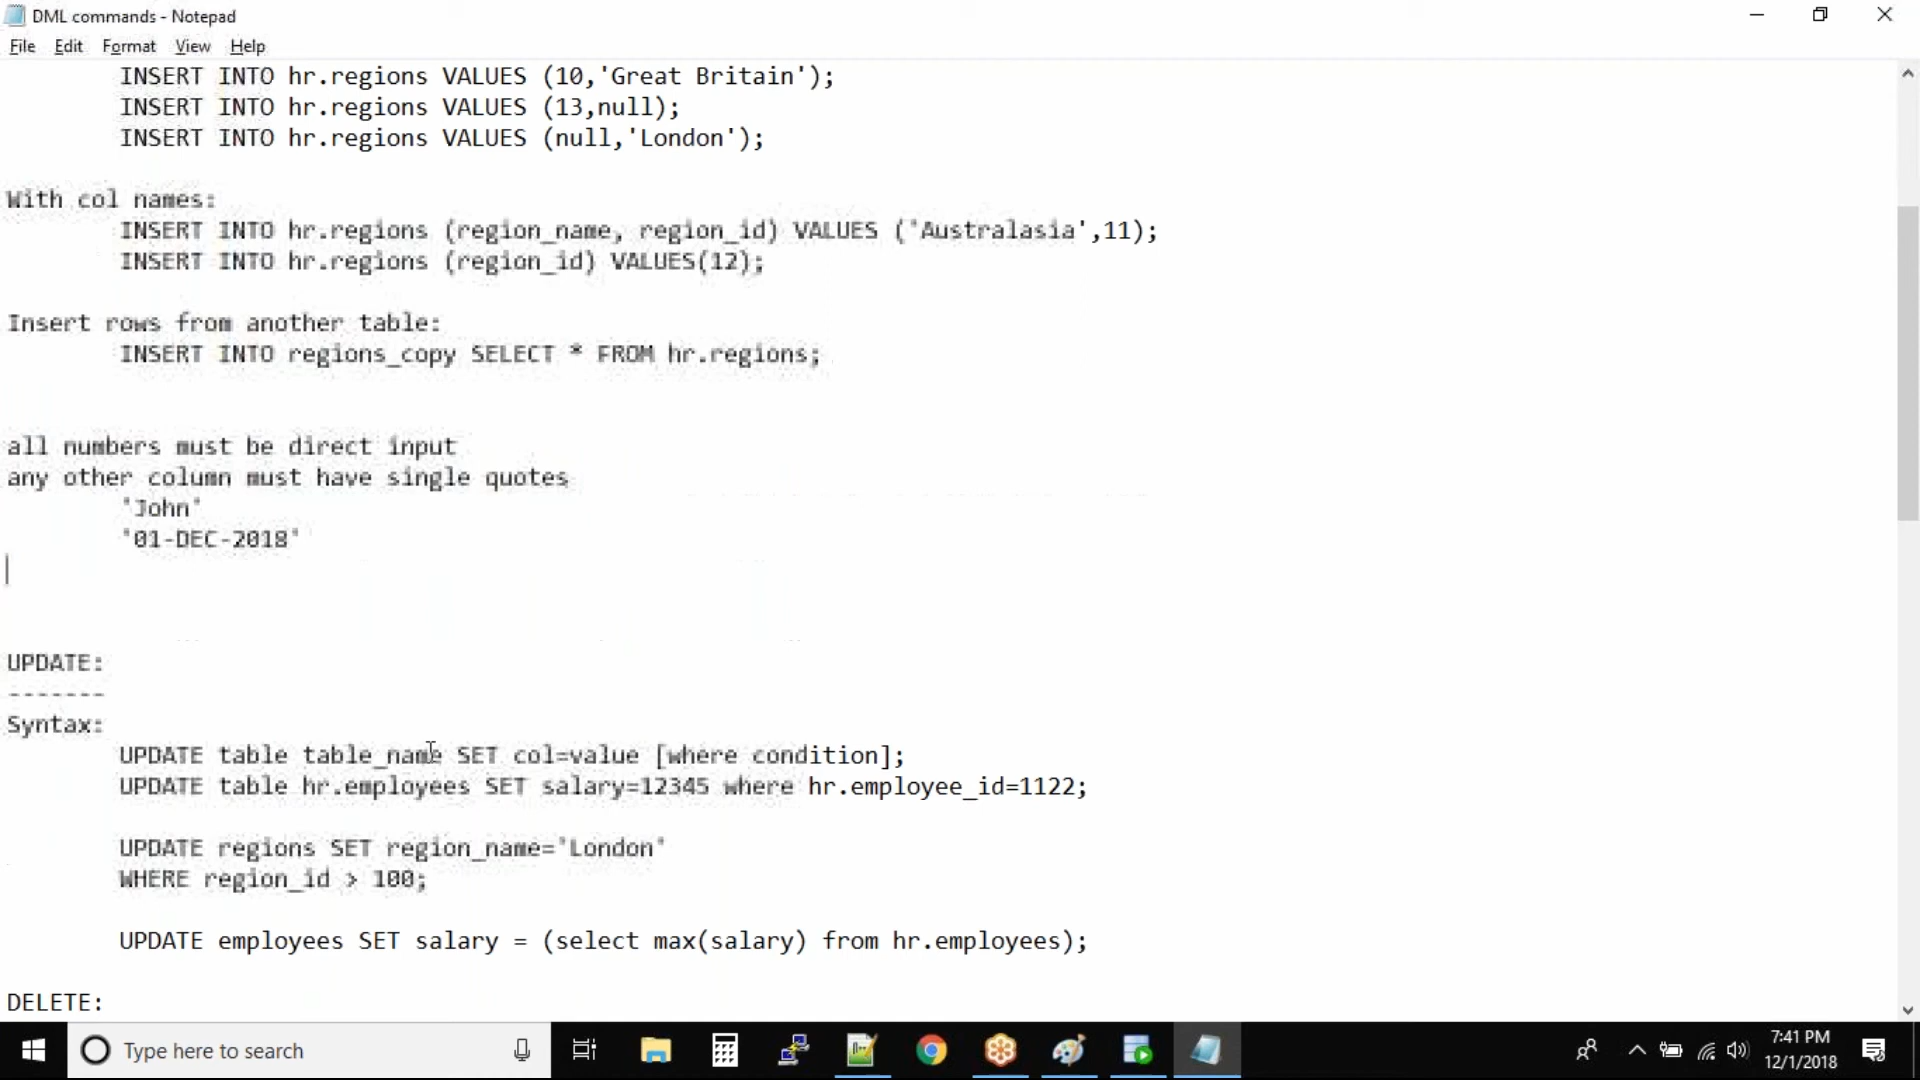 DML commands - Notepad
File Edit Format View Help
INSERT INTO hr.regions VALUES (10,'Great Britain');
INSERT INTO hr.regions VALUES (13,null);
INSERT INTO hr.regions VALUES (null,'London');
With col names:
INSERT INTO hr.regions (region_name, region_id) VALUES ('Australasia',11);
INSERT INTO hr.regions (region_id) VALUES(12);
Insert rows from another table:
INSERT INTO regions_copy SELECT * FROM hr.regions;
all numbers must be direct input
any other column must have single quotes
'John'
'01-DEC-2018'
UPDATE:
-------
Syntax:
UPDATE table table_name SET col=value [where condition];
UPDATE table hr.employees SET salary=12345 where hr.employee_id=1122;
UPDATE regions SET region_name='London'
WHERE region_id > 100;
UPDATE employees SET salary = (select max(salary) from hr.employees);
DELETE:
Type here to search
7:41 PM
12/1/2018